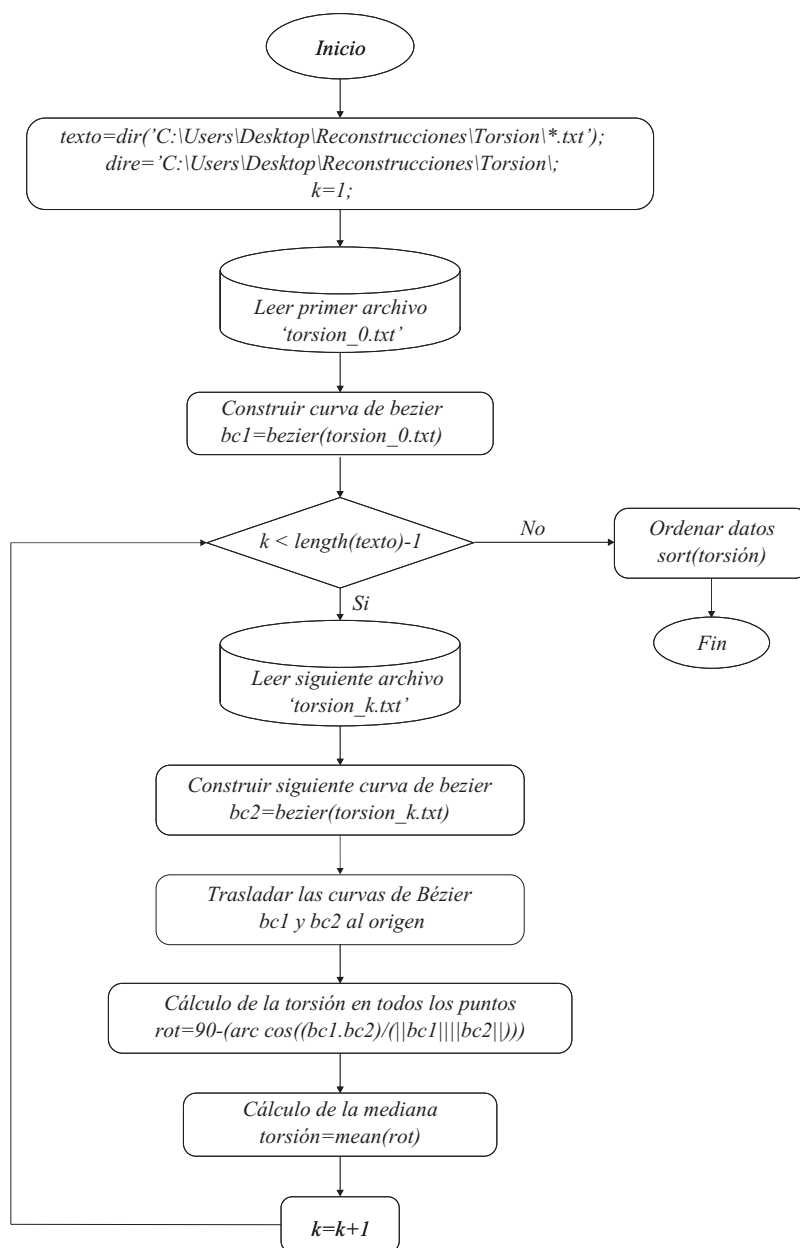 Inicio
texto=dir('C:\Users\Desktop\Reconstrucciones\Torsion\*.txt');
dire='C:\Users\Desktop\Reconstrucciones\Torsion\;
k=1;
Leer primer archivo
‘torsion_0.txt’
Construir curva de bezier
bc1=bezier(torsion_0.txt)
k < length(texto)-1
No
Ordenar datos
sort(torsión)
Fin
Si
Leer siguiente archivo
‘torsion_k.txt’
Construir siguiente curva de bezier
bc2=bezier(torsion_k.txt)
Trasladar las curvas de Bézier
bc1 y bc2 al origen
Cálculo de la torsión en todos los puntos
rot=90-(arc cos((bc1.bc2)/(||bc1||||bc2||)))
Cálculo de la mediana
torsión=mean(rot)
k=k+1